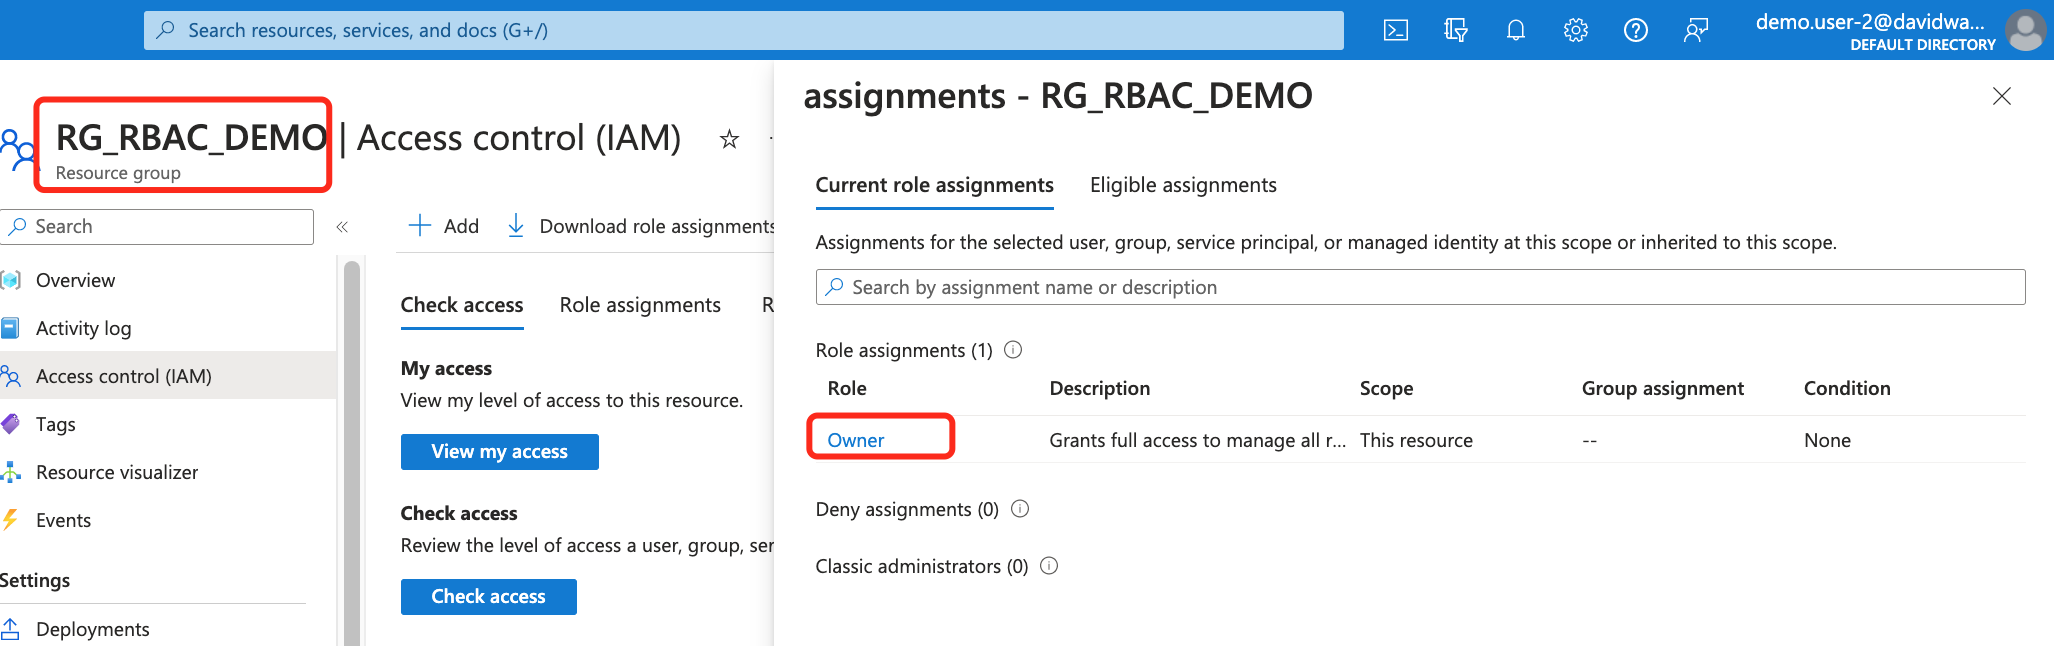 Search resources, services, and docs (G+/)
demo.user-2@davidwa...
DEFAULT DIRECTORY
RG_RBAC_DEMO | Access control (IAM)
Resource group
Search
Overview
Activity log
Access control (IAM)
Tags
Resource visualizer
Events
Settings
Deployments
Add
Download role assignments
Check access
Role assignments
R
My access
View my level of access to this resource.
View my access
Check access
Review the level of access a user, group, ser
Check access
assignments - RG_RBAC_DEMO
Current role assignments
Eligible assignments
Assignments for the selected user, group, service principal, or managed identity at this scope or inherited to this scope.
Search by assignment name or description
Role assignments (1)
Role Description Scope Group assignment Condition
Owner Grants full access to manage all r... This resource -- None
Deny assignments (0)
Classic administrators (0)